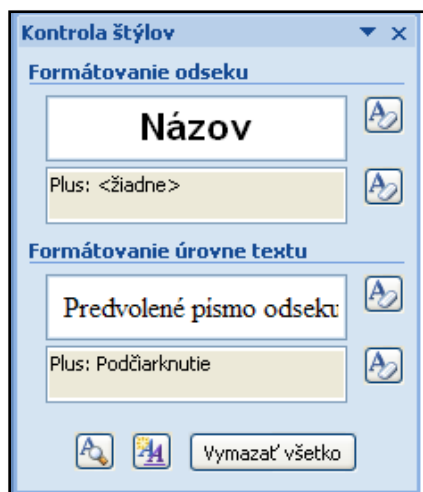 Kontrola štýlov
Formátovanie odseku
Názov
Plus: <žiadne>
Formátovanie úrovne textu
Predvolené písmo odseku
Plus: Podčiarknutie
Vymazať všetko